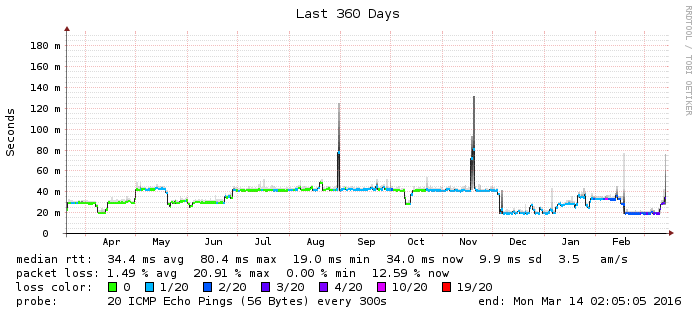 Last 360 Days
RRDTOOL / TOBI OETIKER
Seconds
180 m
160 m
140 m
120 m
100 m
80 m
60 m
40 m
20 m
0
Apr May Jun Jul Aug Sep Oct Nov Dec Jan Feb
median rtt: 34.4 ms avg 80.4 ms max 19.0 ms min 34.0 ms now 9.9 ms sd 3.5 am/s
packet loss: 1.49 % avg 20.91 % max 0.00 % min 12.59 % now
loss color: 0 1/20 2/20 3/20 4/20 10/20 19/20
probe: 20 ICMP Echo Pings (56 Bytes) every 300s end: Mon Mar 14 02:05:05 2016